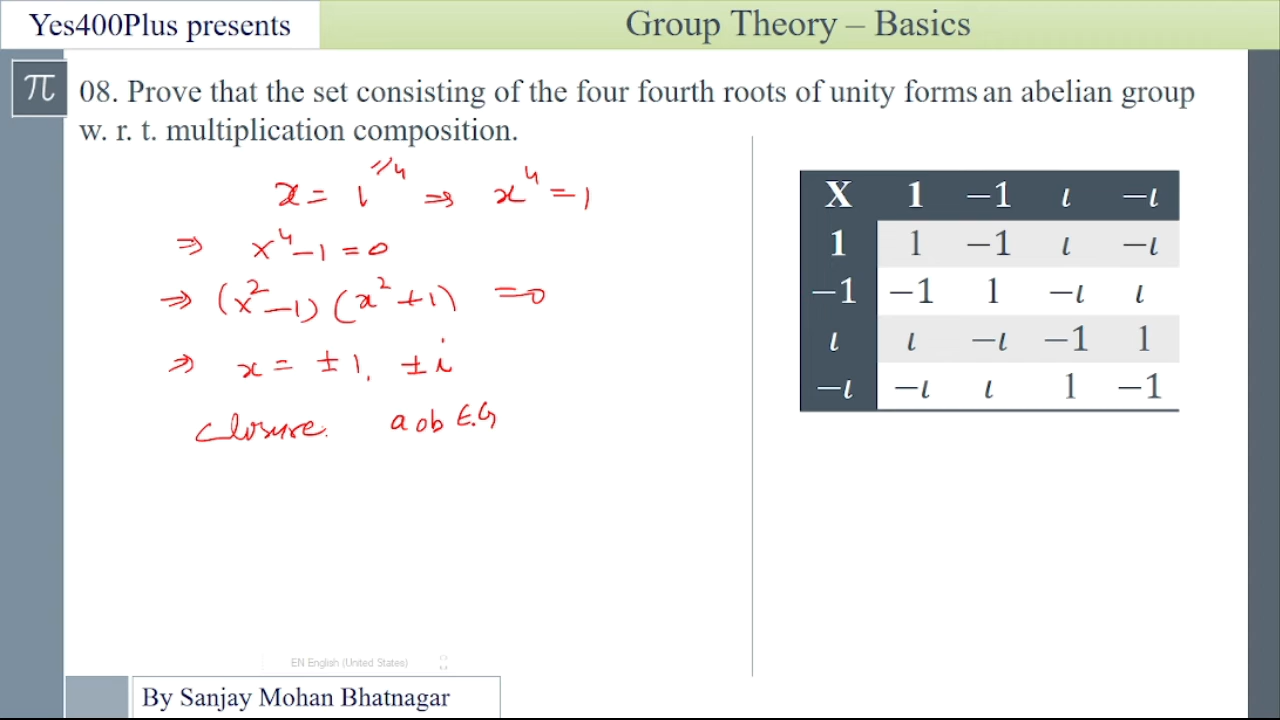 Yes400Plus presents
Group Theory – Basics
π
08. Prove that the set consisting of the four fourth roots of unity forms an abelian group
w. r. t. multiplication composition.
x = 1^{1/4} ⇒ x^4 = 1
⇒ x^4 – 1 = 0
⇒ (x^2 – 1) (x^2 + 1) = 0
⇒ x = ± 1, ± i
Closure. a o b ∈ G
X 1 −1 ι −ι
1 1 −1 ι −ι
−1 −1 1 −ι ι
ι ι −ι −1 1
−ι −ι ι 1 −1
EN English (United States)
By Sanjay Mohan Bhatnagar